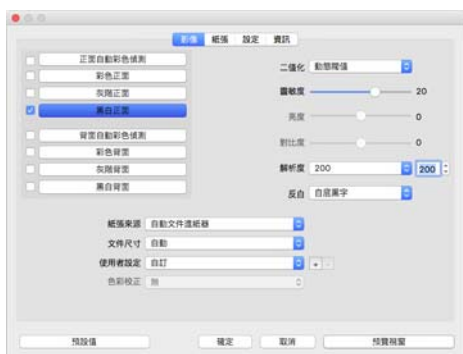 影像 紙張 設定 資訊
正面自動彩色偵測
彩色正面
灰階正面
黑白正面
背面自動彩色偵測
彩色背面
灰階背面
黑白背面
二值化 動態閥值
靈敏度 20
亮度 0
對比度 0
解析度 200 200
反白 白底黑字
紙張來源 自動文件進紙器
文件尺寸 自動
使用者設定 自訂 + -
色彩校正 無
預設值 確定 取消 預覽視窗